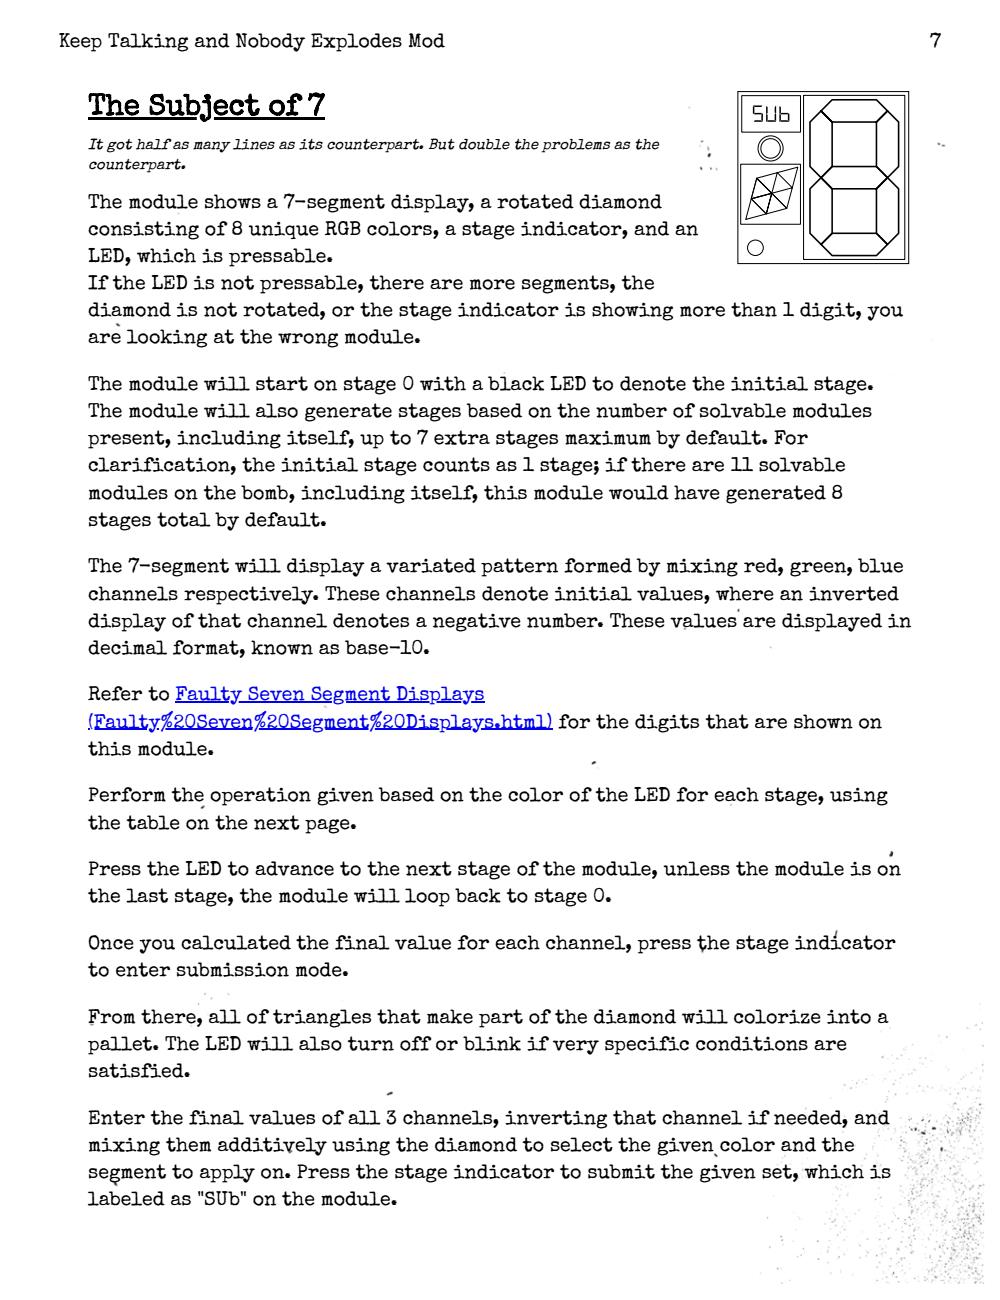 Keep Talking and Nobody Explodes Mod
7
The Subject of 7
SUb
It got half as many lines as its counterpart. But double the problems as the
counterpart.
The module shows a 7-segment display, a rotated diamond
consisting of 8 unique RGB colors, a stage indicator, and an
LED, which is pressable.
If the LED is not pressable, there are more segments, the
diamond is not rotated, or the stage indicator is showing more than 1 digit, you
are looking at the wrong module.
The module will start on stage 0 with a black LED to denote the initial stage.
The module will also generate stages based on the number of solvable modules
present, including itself, up to 7 extra stages maximum by default. For
clarification, the initial stage counts as 1 stage; if there are 11 solvable
modules on the bomb, including itself, this module would have generated 8
stages total by default.
The 7-segment will display a variated pattern formed by mixing red, green, blue
channels respectively. These channels denote initial values, where an inverted
display of that channel denotes a negative number. These values are displayed in
decimal format, known as base-10.
Refer to Faulty Seven Segment Displays
(Faulty%20Seven%20Segment%20Displays.html) for the digits that are shown on
this module.
Perform the operation given based on the color of the LED for each stage, using
the table on the next page.
Press the LED to advance to the next stage of the module, unless the module is on
the last stage, the module will loop back to stage 0.
Once you calculated the final value for each channel, press the stage indicator
to enter submission mode.
From there, all of triangles that make part of the diamond will colorize into a
pallet. The LED will also turn off or blink if very specific conditions are
satisfied.
Enter the final values of all 3 channels, inverting that channel if needed, and
mixing them additively using the diamond to select the given color and the
segment to apply on. Press the stage indicator to submit the given set, which is
labeled as "SUb" on the module.